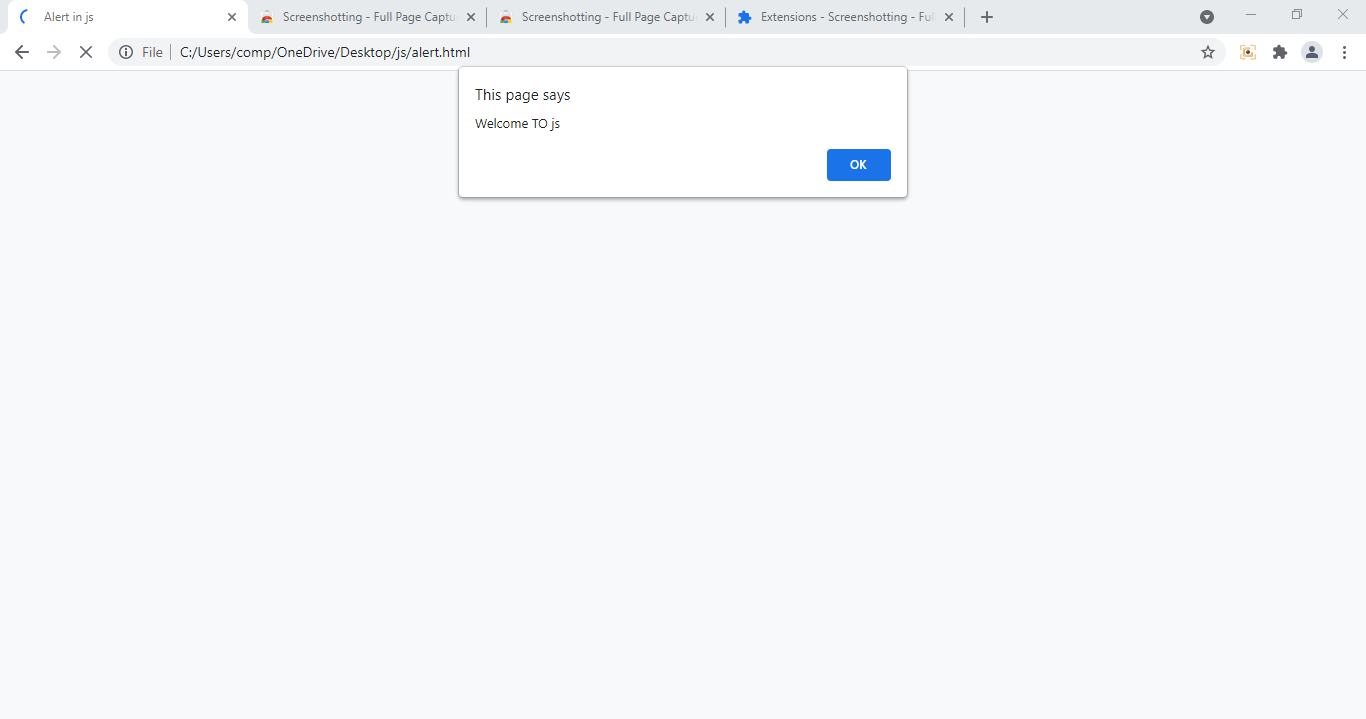 Alert in js
Screenshotting - Full Page Captu
Screenshotting - Full Page Captu
Extensions - Screenshotting - Ful
File
C:/Users/comp/OneDrive/Desktop/js/alert.html
This page says
Welcome TO js
OK